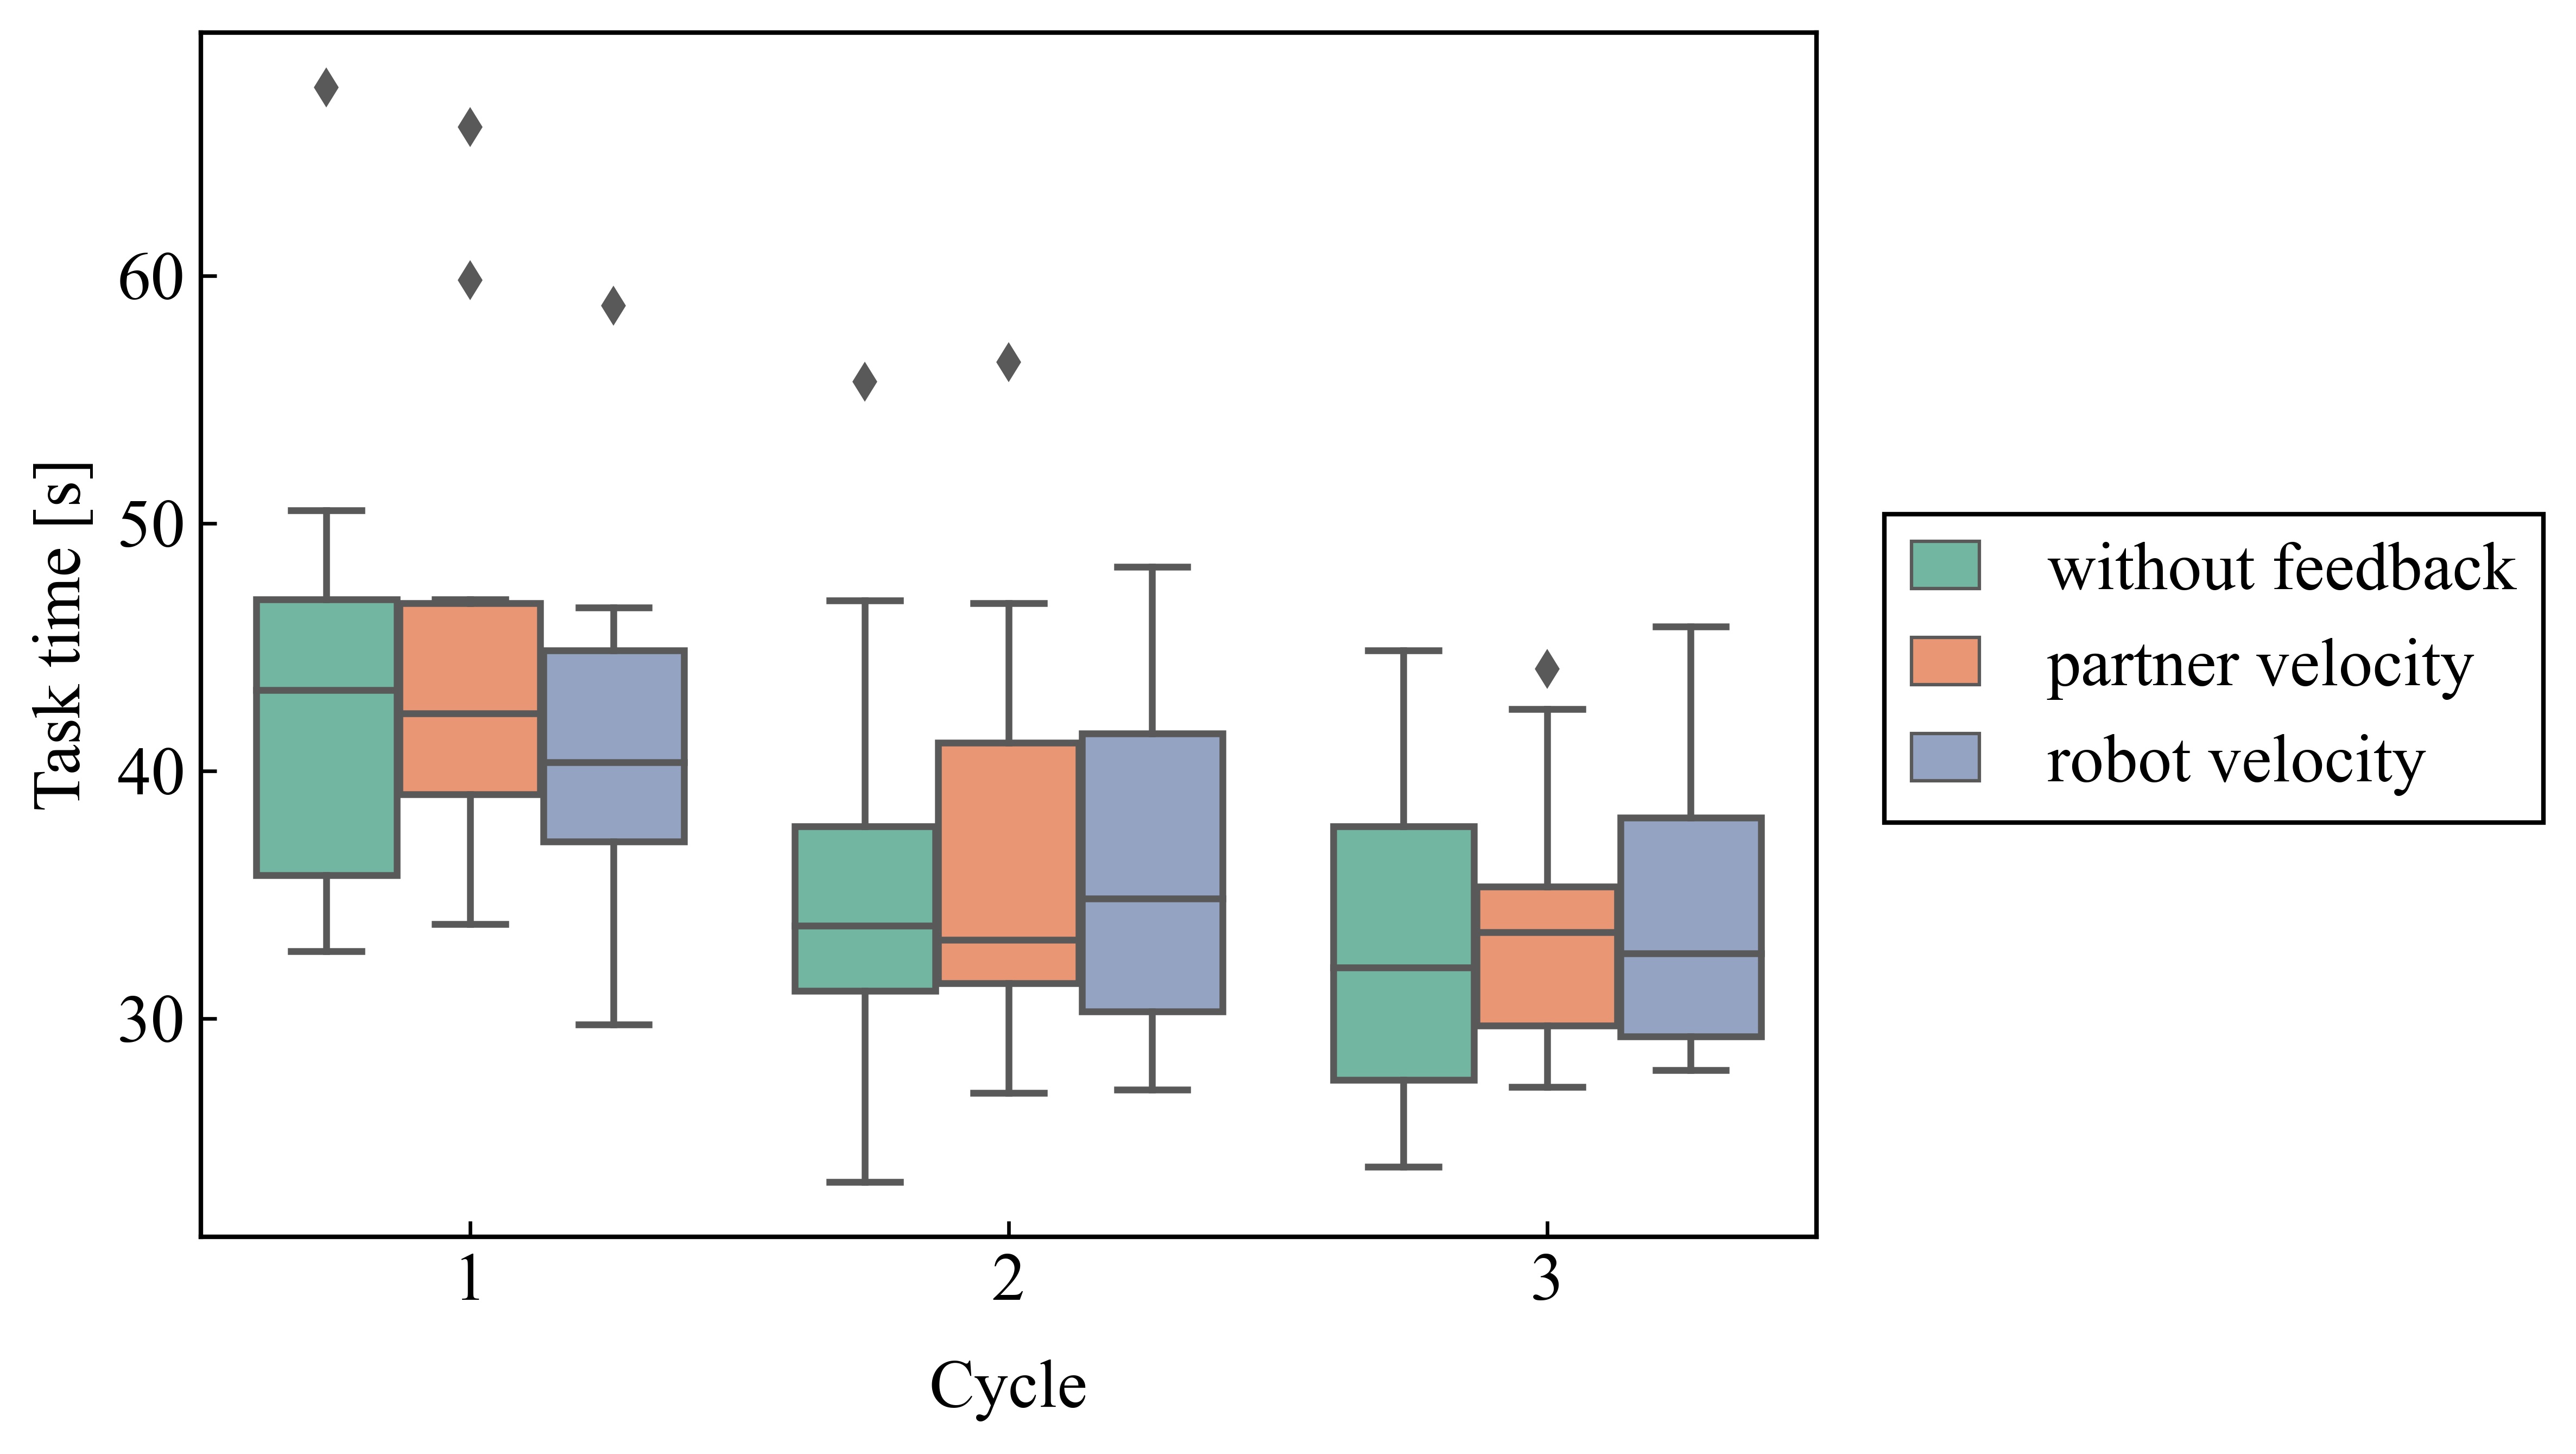 Task time [s]
60
50
40
30
1
2
3
Cycle
without feedback
partner velocity
robot velocity